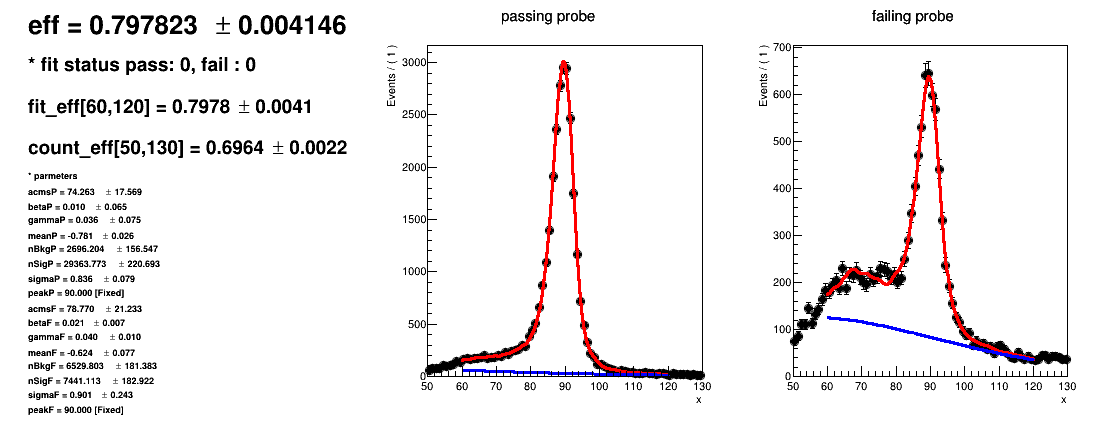 eff = 0.797823 ± 0.004146
* fit status pass: 0, fail : 0
fit_eff[60,120] = 0.7978 ± 0.0041
count_eff[50,130] = 0.6964 ± 0.0022
* parmeters
acmsP = 74.263 ± 17.569
betaP = 0.010 ± 0.065
gammaP = 0.036 ± 0.075
meanP = -0.781 ± 0.026
nBkgP = 2696.204 ± 156.547
nSigP = 29363.773 ± 220.693
sigmaP = 0.836 ± 0.079
peakP = 90.000 [Fixed]
acmsF = 78.770 ± 21.233
betaF = 0.021 ± 0.007
gammaF = 0.040 ± 0.010
meanF = -0.624 ± 0.077
nBkgF = 6529.803 ± 181.383
nSigF = 7441.113 ± 182.922
sigmaF = 0.901 ± 0.243
peakF = 90.000 [Fixed]
passing probe
Events / ( 1 )
3000
2500
2000
1500
1000
500
0
50 60 70 80 90 100 110 120 130
x
failing probe
Events / ( 1 )
700
600
500
400
300
200
100
0
50 60 70 80 90 100 110 120 130
x